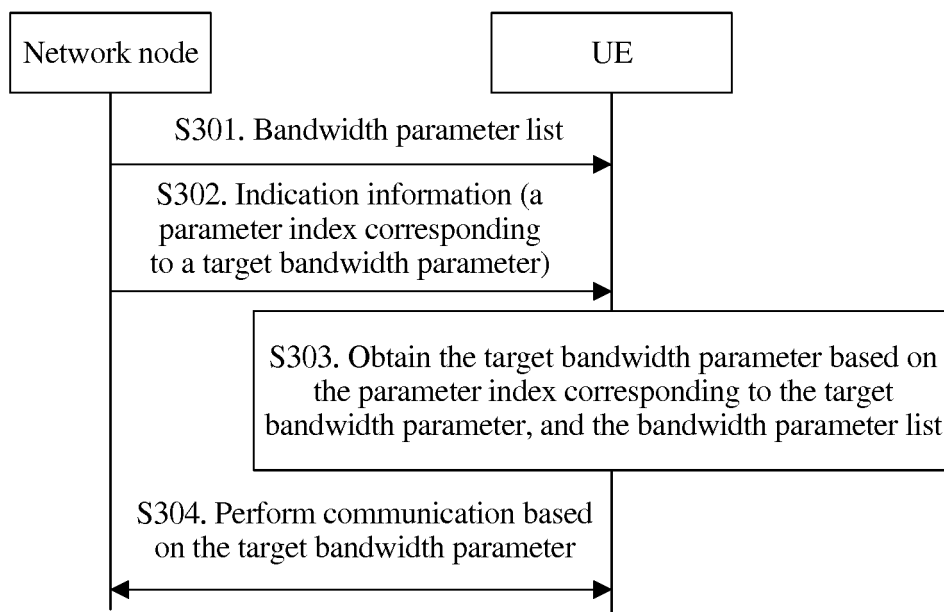 Network node
UE
S301. Bandwidth parameter list
S302. Indication information (a
parameter index corresponding
to a target bandwidth parameter)
S303. Obtain the target bandwidth parameter based on
the parameter index corresponding to the target
bandwidth parameter, and the bandwidth parameter list
S304. Perform communication based
on the target bandwidth parameter